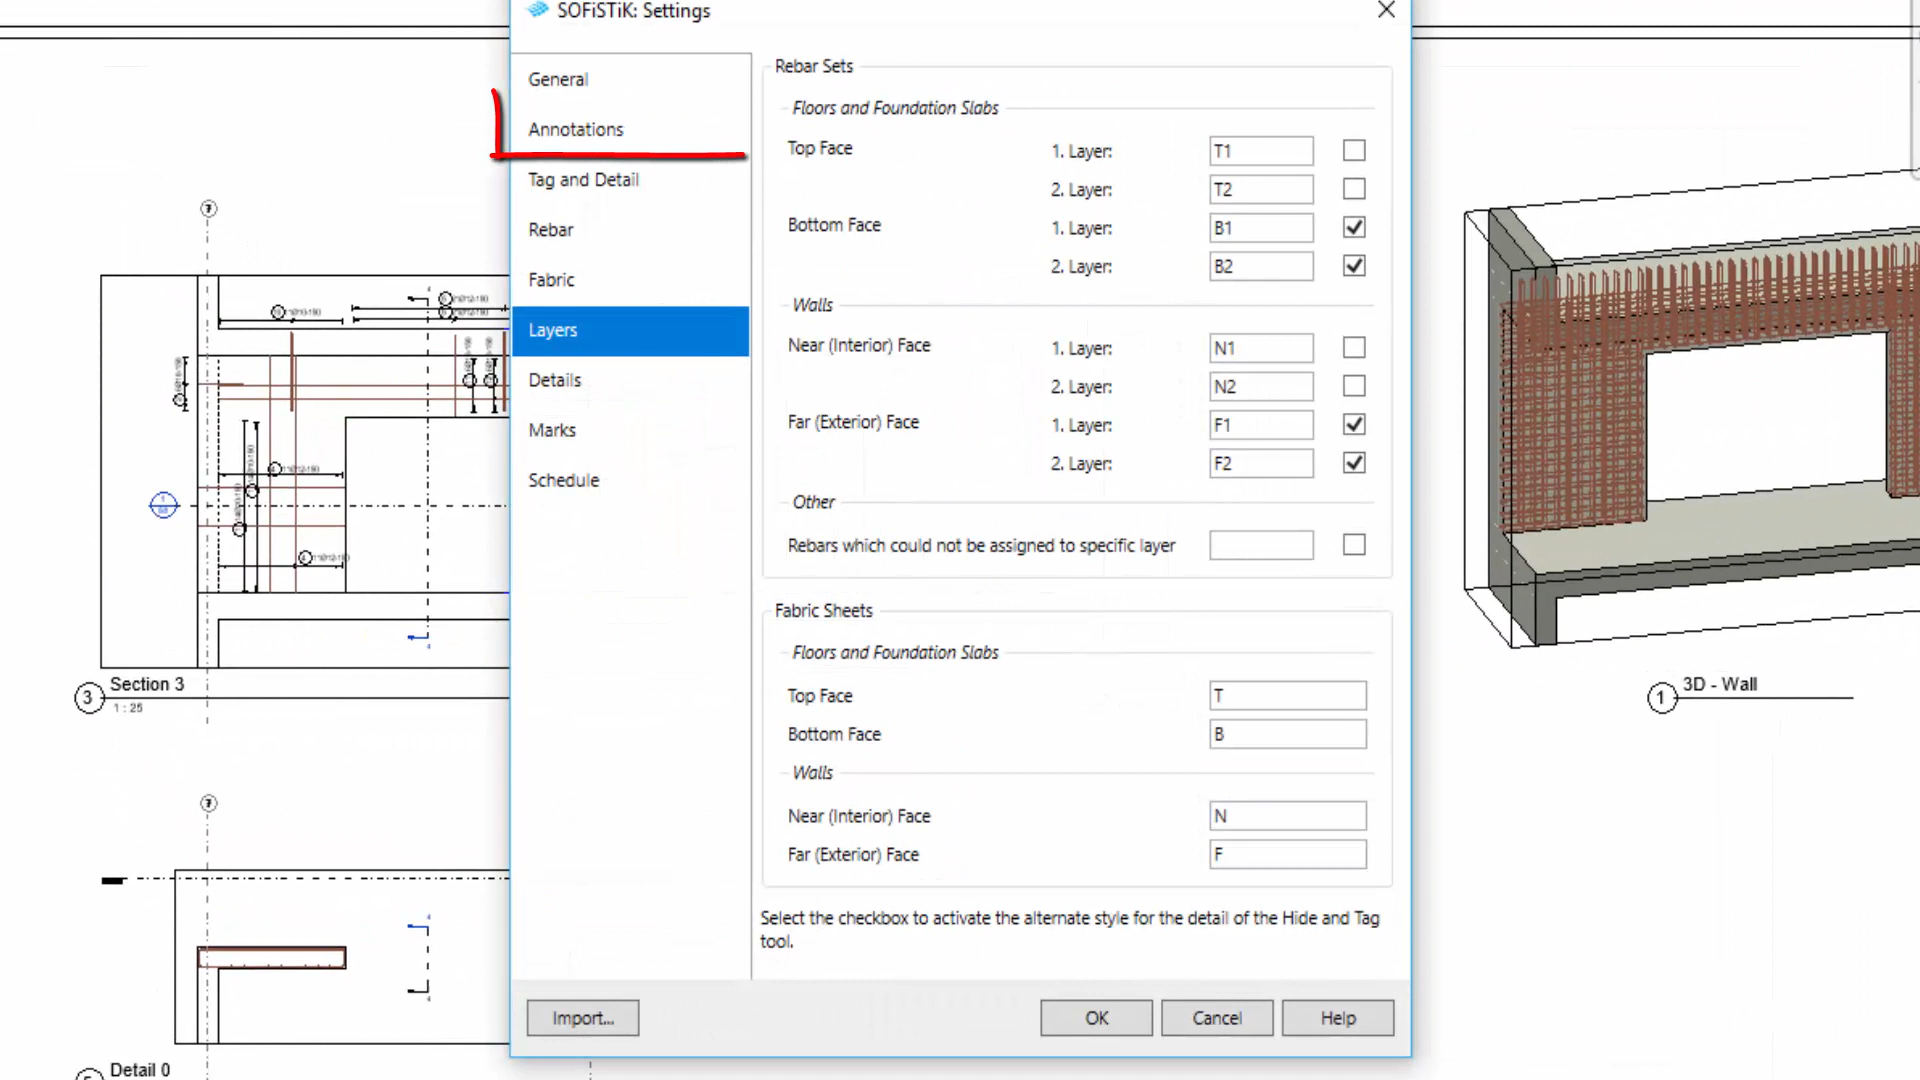 SOFiSTiK: Settings
General
Annotations
Tag and Detail
Rebar
Fabric
Layers
Details
Marks
Schedule
Rebar Sets
Floors and Foundation Slabs
Top Face
1. Layer: T1
2. Layer: T2
Bottom Face
1. Layer: B1
2. Layer: B2
Walls
Near (Interior) Face
1. Layer: N1
2. Layer: N2
Far (Exterior) Face
1. Layer: F1
2. Layer: F2
Other
Rebars which could not be assigned to specific layer
Fabric Sheets
Floors and Foundation Slabs
Top Face T
Bottom Face B
Walls
Near (Interior) Face N
Far (Exterior) Face F
Select the checkbox to activate the alternate style for the detail of the Hide and Tag
tool.
Import...
OK
Cancel
Help
3 Section 3
1 : 25
Detail 0
1 3D - Wall